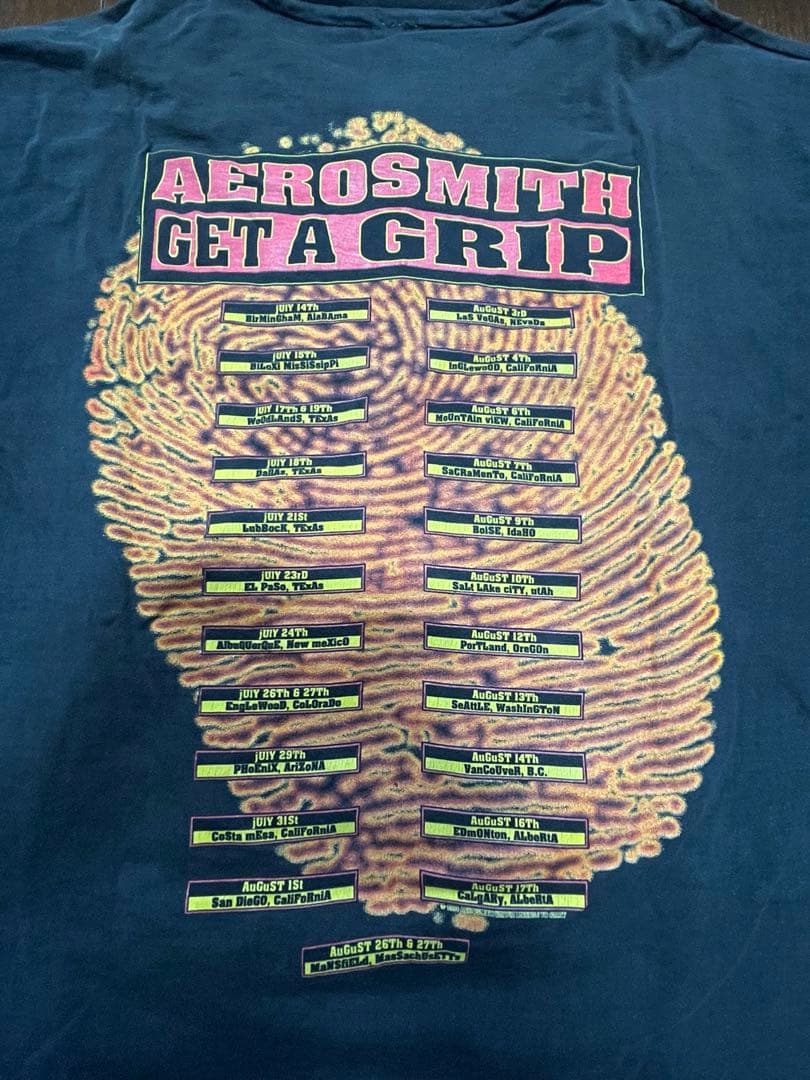 AEROSMITH
GET A GRIP
jUlY 14Th
BirMinGhaM, AlaBAma
jUlY 15Th
BiLoXi MisSiSsipPi
jUlY 17Th & 19Th
WoOdLAndS, TExAs
jUlY 18Th
DallAs, TExAs
jUlY 21St
LubBocK, TExAs
jUlY 23rD
EL PaSo, TExAs
jUlY 24Th
AlbuQUerQuE, New meXicO
jUlY 26Th & 27Th
EngLeWooD, CoLOraDo
jUlY 29Th
PHoEniX, AriZoNA
jUlY 31St
CoSta mEsa, CaliFoRniA
AuGuST 1St
San DieGO, CaliFoRniA
AuGuST 3rD
LaS VeGAs, NEvaDa
AuGuST 4Th
InGLewoOD, CaliFoRniA
AuGuST 6Th
MoUnTAin viEW, CaliFoRniA
AuGuST 7Th
SaCRaMenTo, CaliFoRniA
AuGuST 9Th
BoiSE, IdaHO
AuGuST 10Th
SaLt LAke ciTY, utAh
AuGuST 12Th
PorTLand, OreGOn
AuGuST 13Th
SeAttLE, WashInGToN
AuGuST 14Th
VanCoUveR, B.C.
AuGuST 16Th
EDmONton, ALbeRtA
AuGuST 17Th
CaLgARy, ALbeRtA
AuGuST 26Th & 27Th
MaNSfiELd, MasSachUsETTs